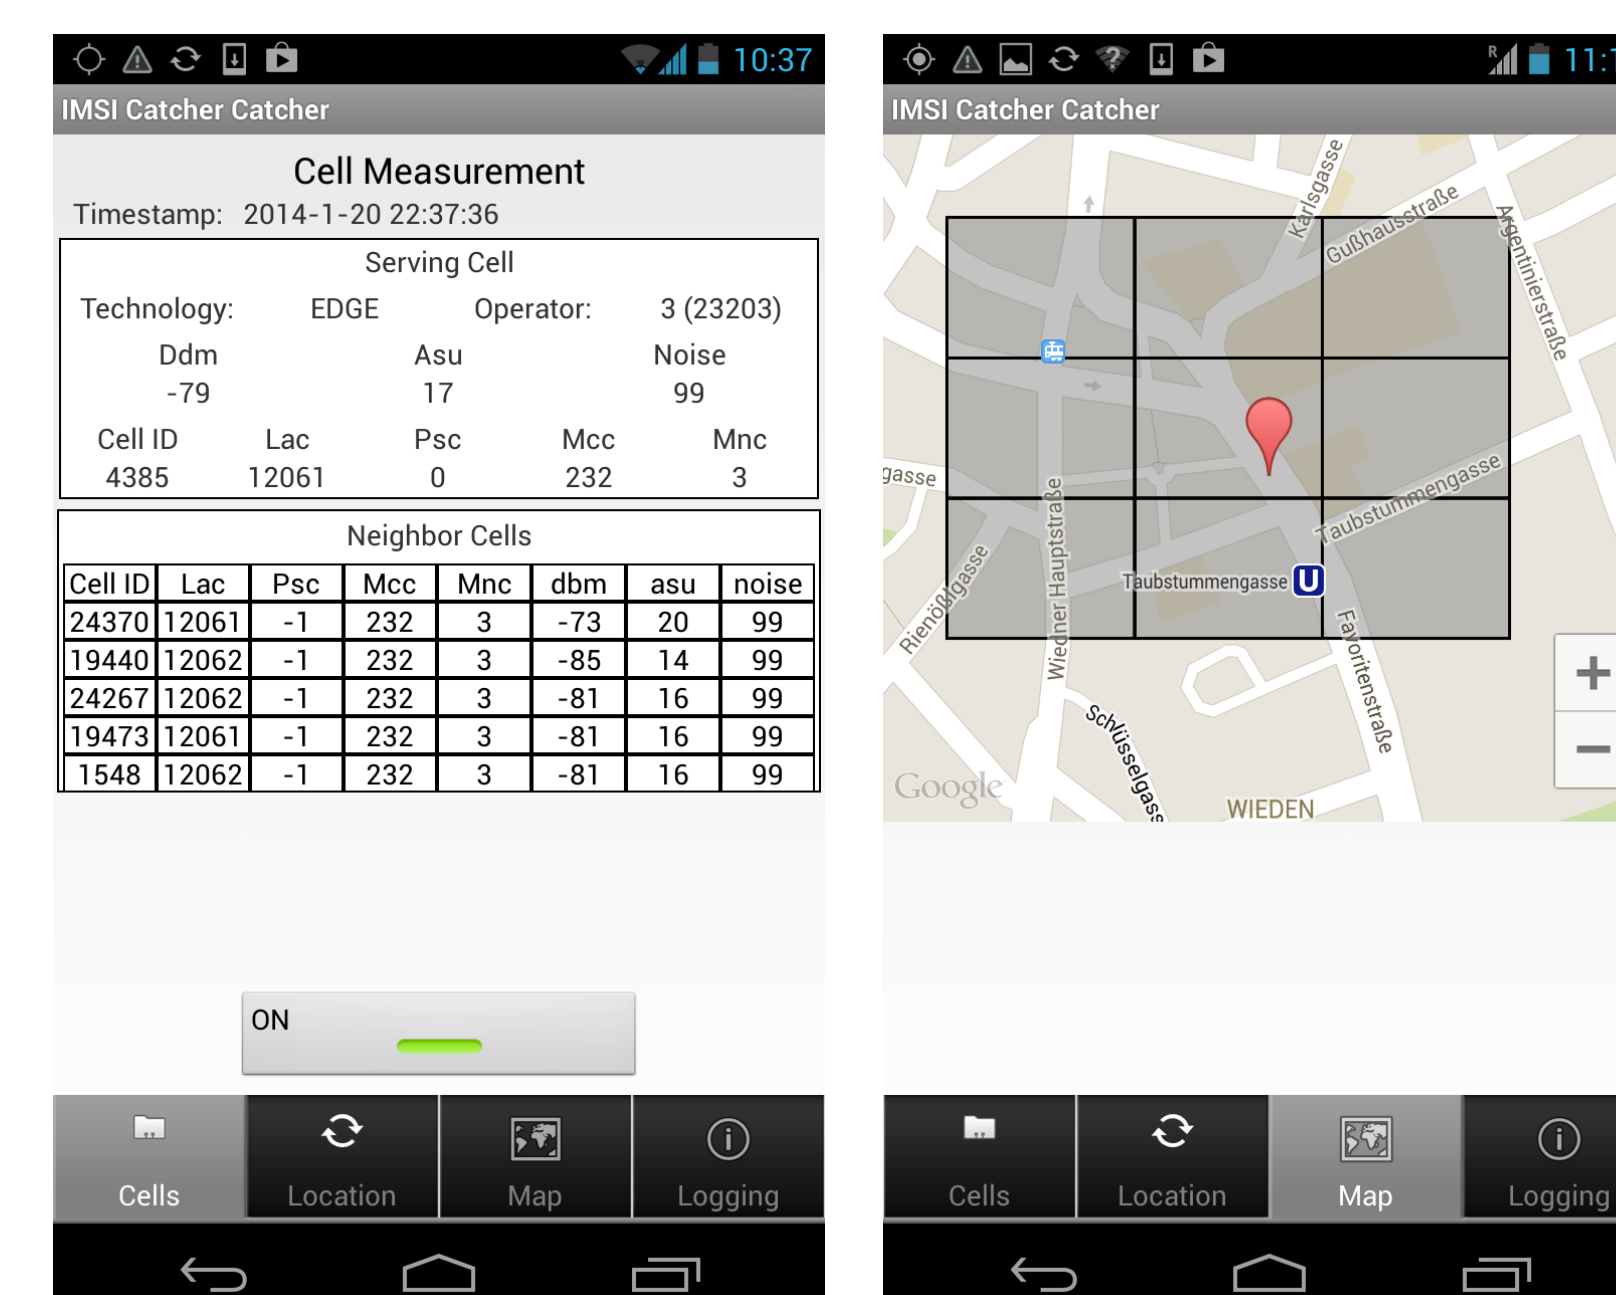 10:37
IMSI Catcher Catcher
Cell Measurement
Timestamp: 2014-1-20 22:37:36
Serving Cell
Technology: EDGE Operator: 3 (23203)
Ddm Asu Noise
-79 17 99
Cell ID Lac Psc Mcc Mnc
4385 12061 0 232 3
Neighbor Cells
Cell ID Lac Psc Mcc Mnc dbm asu noise
24370 12061 -1 232 3 -73 20 99
19440 12062 -1 232 3 -85 14 99
24267 12062 -1 232 3 -81 16 99
19473 12061 -1 232 3 -81 16 99
1548 12062 -1 232 3 -81 16 99
ON
Cells Location Map Logging
R
IMSI Catcher Catcher
Karlsgasse
Gußhausstraße
Argentinierstraße
gasse
Taubstummengasse
Wiedner Hauptstraße
Rienößlgasse
Taubstummengasse U
Favoritenstraße
Schlüsselgass
Google
WIEDEN
+
−
Cells Location Map Logging